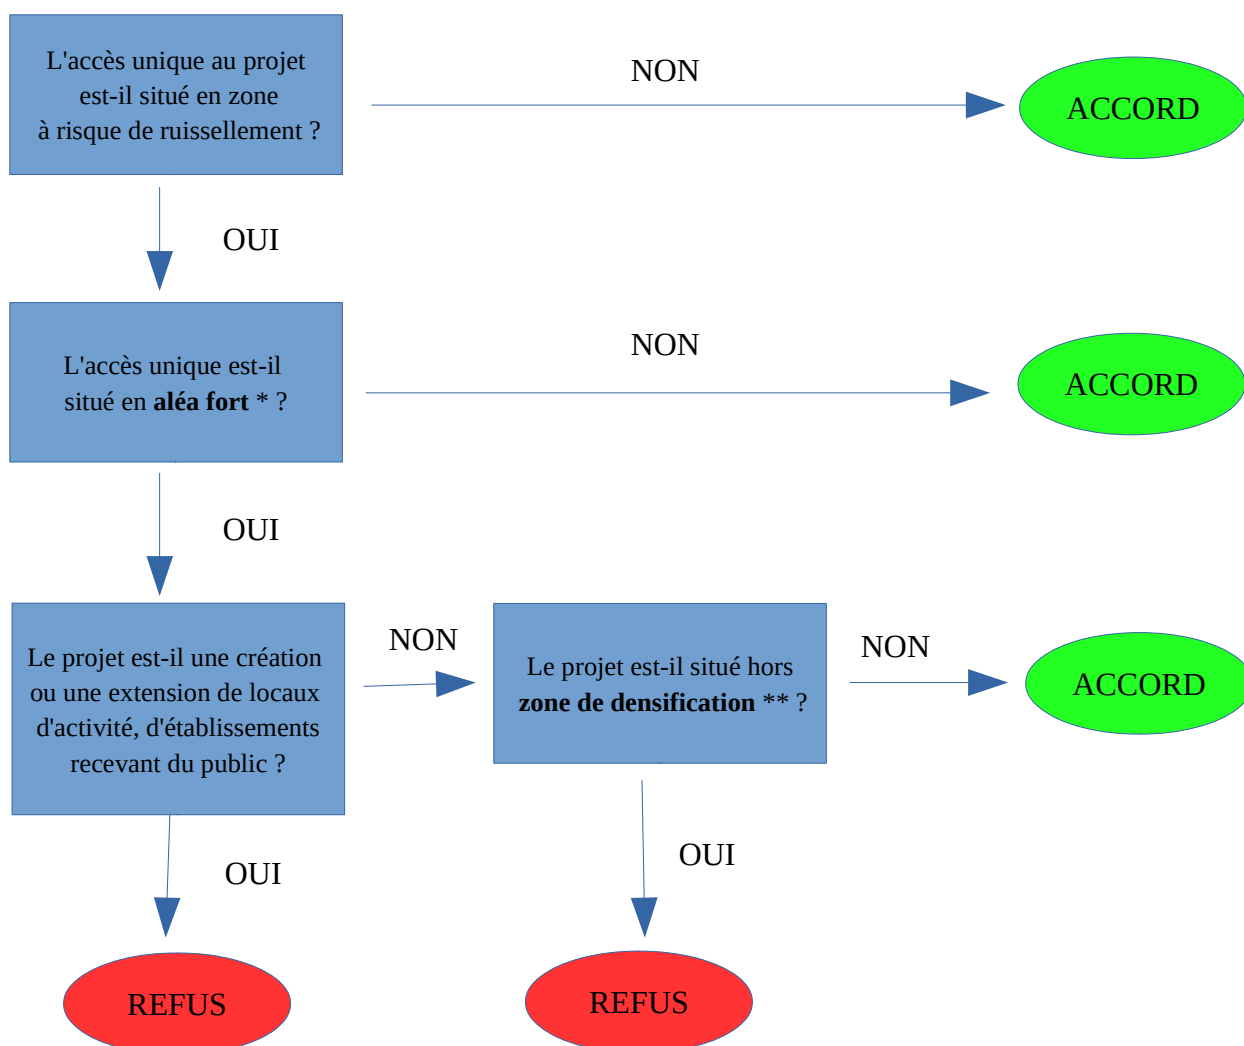 L'accès unique au projet
est-il situé en zone
à risque de ruissellement ?
NON
ACCORD
OUI
L'accès unique est-il
situé en aléa fort * ?
NON
ACCORD
OUI
Le projet est-il une création
ou une extension de locaux
d'activité, d'établissements
recevant du public ?
NON
Le projet est-il situé hors
zone de densification ** ?
NON
ACCORD
OUI
OUI
REFUS
REFUS